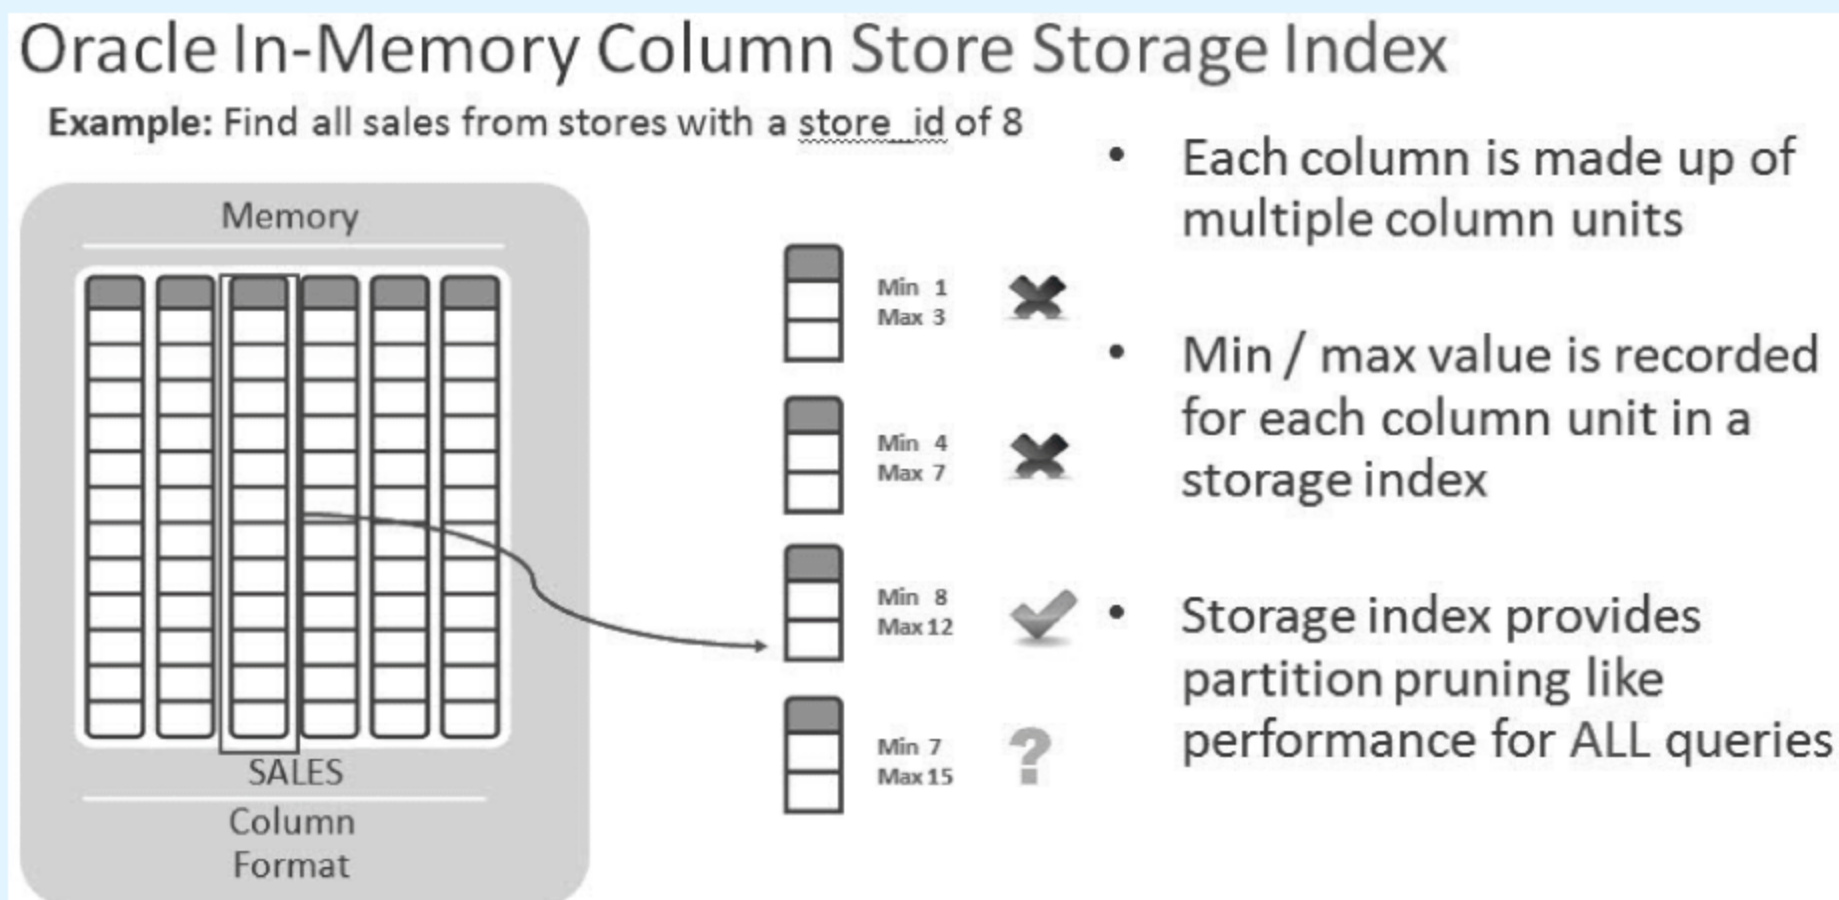 Oracle In-Memory Column Store Storage Index
Example: Find all sales from stores with a store_id of 8
Memory
SALES
Column
Format
Min 1
Max 3
Min 4
Max 7
Min 8
Max 12
Min 7
Max 15
?
• Each column is made up of
multiple column units
• Min / max value is recorded
for each column unit in a
storage index
• Storage index provides
partition pruning like
performance for ALL queries